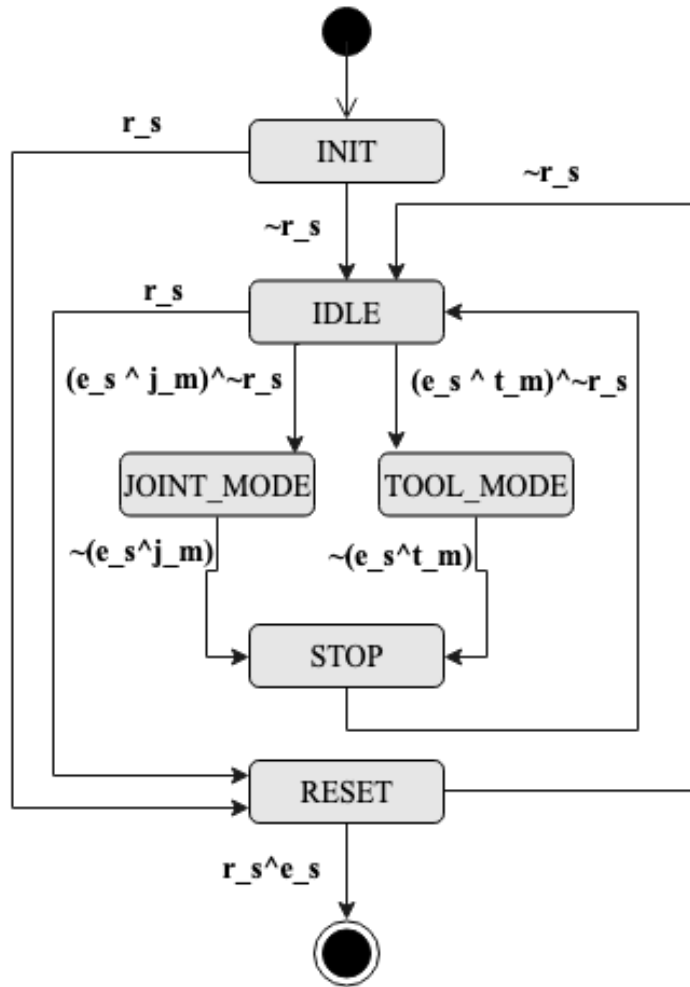 r_s
INIT
~r_s
~r_s
r_s
IDLE
(e_s ^ j_m)^~r_s
(e_s ^ t_m)^~r_s
JOINT_MODE
TOOL_MODE
~(e_s^j_m)
~(e_s^t_m)
STOP
RESET
r_s^e_s